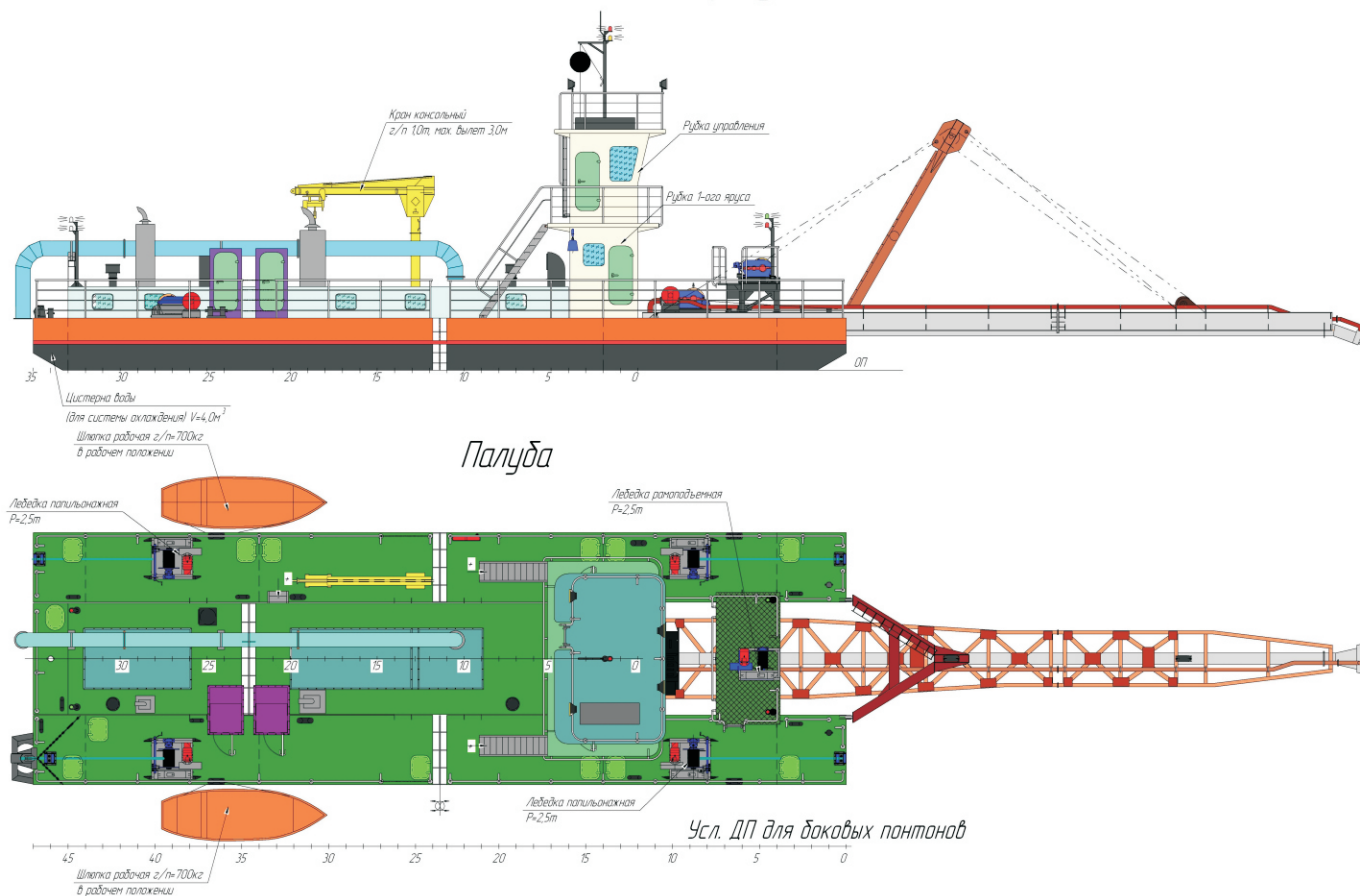 Кран консольный
г/п 1,0т, мах. вылет 3,0м
Рубка управления
Рубка 1-ого яруса
ОП
35 30 25 20 15 10 5 0
Цистерна воды
(для системы охлаждения) V=4,0м³
Шлюпка рабочая г/п=700кг
в рабочем положении
Палуба
Лебедка папильонажная
Р=2,5т
Лебедка рамоподъемная
Р=2,5т
30 25 20 15 10 5 0
Лебедка папильонажная
Р=2,5т
Усл. ДП для боковых понтонов
45 40 35 30 25 20 15 10 5 0
Шлюпка рабочая г/п=700кг
в рабочем положении